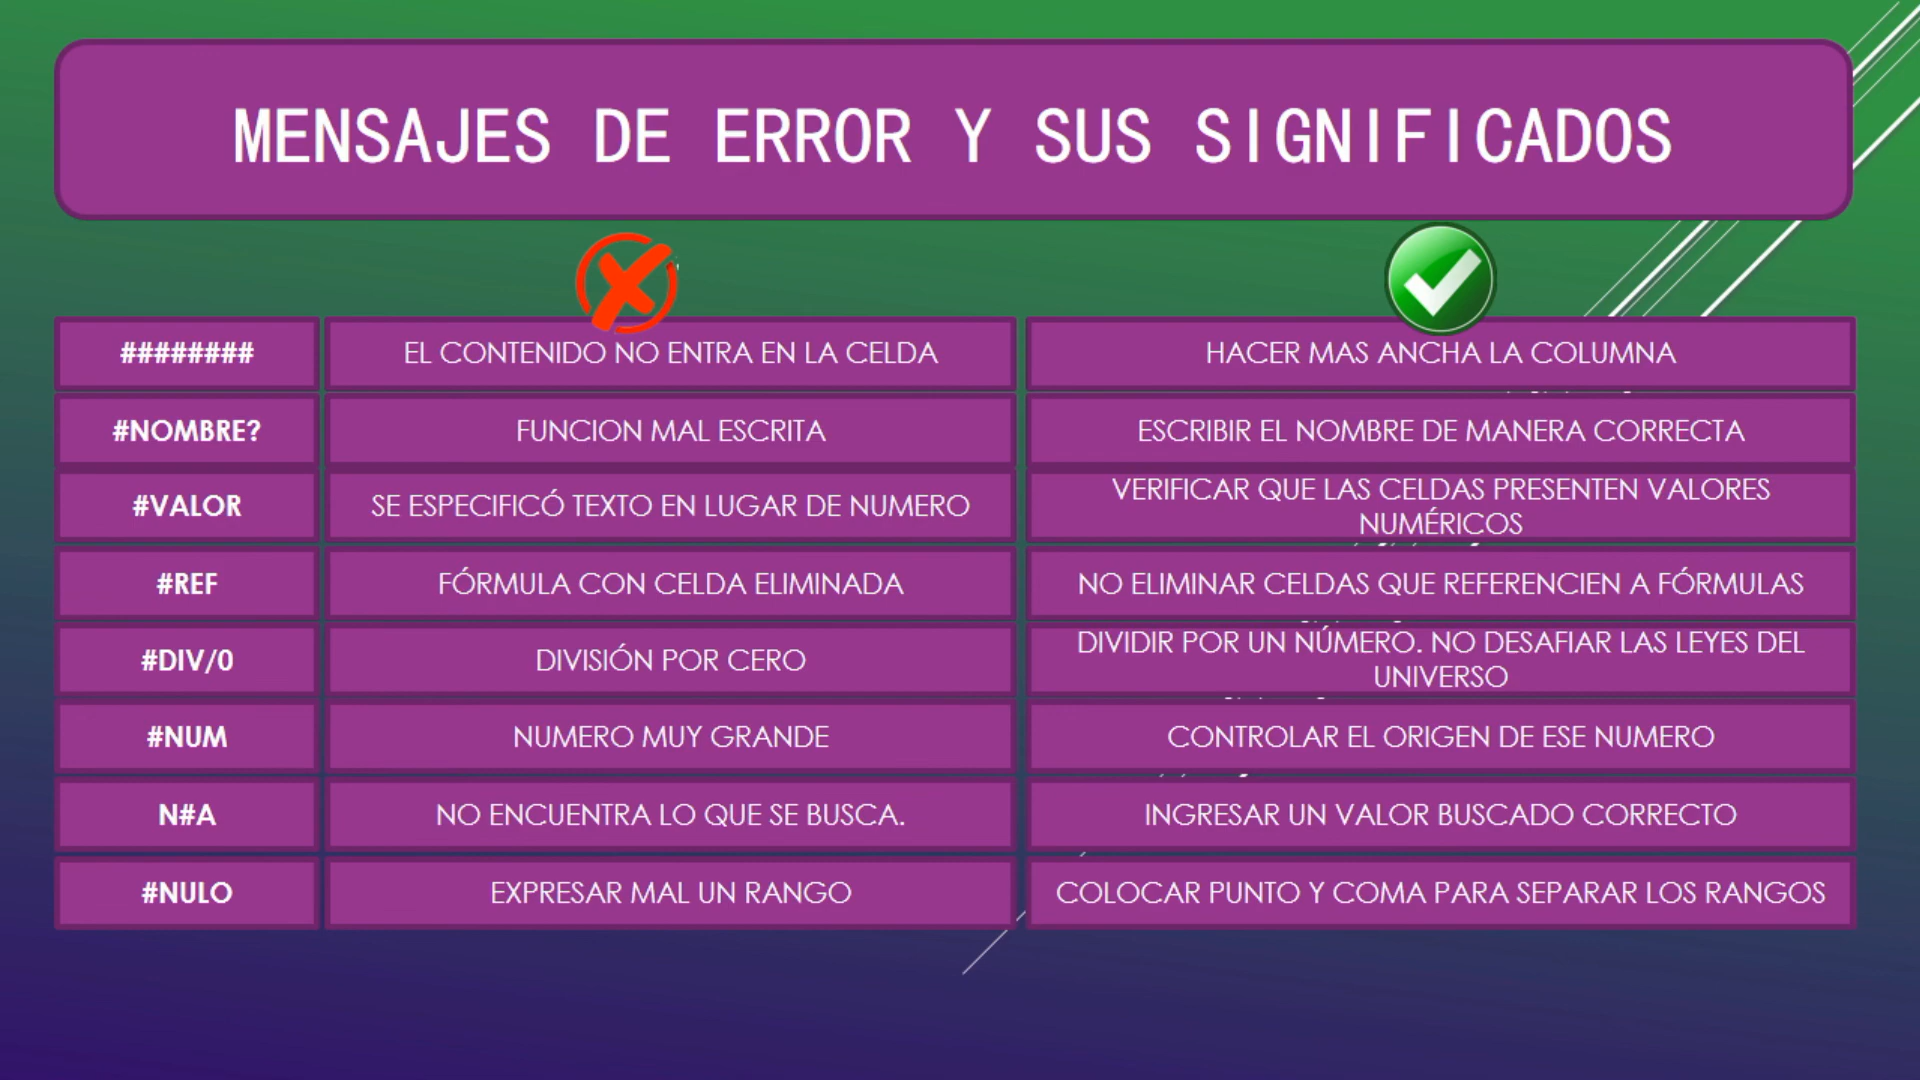 MENSAJES DE ERROR Y SUS SIGNIFICADOS
######## EL CONTENIDO NO ENTRA EN LA CELDA HACER MAS ANCHA LA COLUMNA
#NOMBRE? FUNCION MAL ESCRITA ESCRIBIR EL NOMBRE DE MANERA CORRECTA
#VALOR SE ESPECIFICÓ TEXTO EN LUGAR DE NUMERO VERIFICAR QUE LAS CELDAS PRESENTEN VALORES
NUMÉRICOS
#REF FÓRMULA CON CELDA ELIMINADA NO ELIMINAR CELDAS QUE REFERENCIEN A FÓRMULAS
#DIV/0 DIVISIÓN POR CERO DIVIDIR POR UN NÚMERO. NO DESAFIAR LAS LEYES DEL
UNIVERSO
#NUM NUMERO MUY GRANDE CONTROLAR EL ORIGEN DE ESE NUMERO
N#A NO ENCUENTRA LO QUE SE BUSCA. INGRESAR UN VALOR BUSCADO CORRECTO
#NULO EXPRESAR MAL UN RANGO COLOCAR PUNTO Y COMA PARA SEPARAR LOS RANGOS